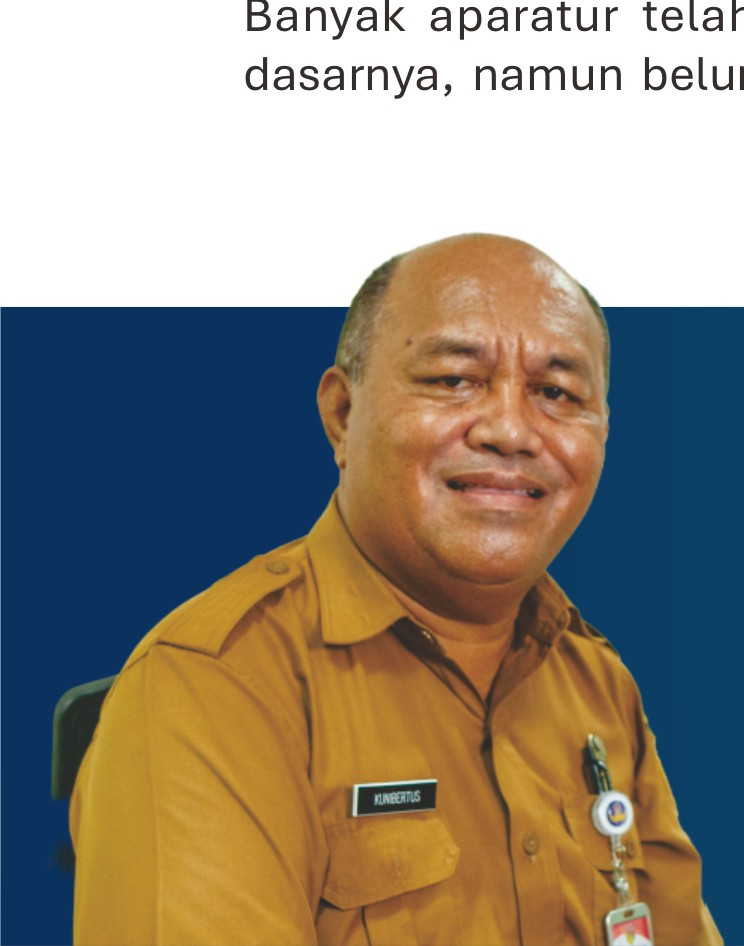 Banyak aparatur telah
dasarnya, namun belu
KUNIBERTUS